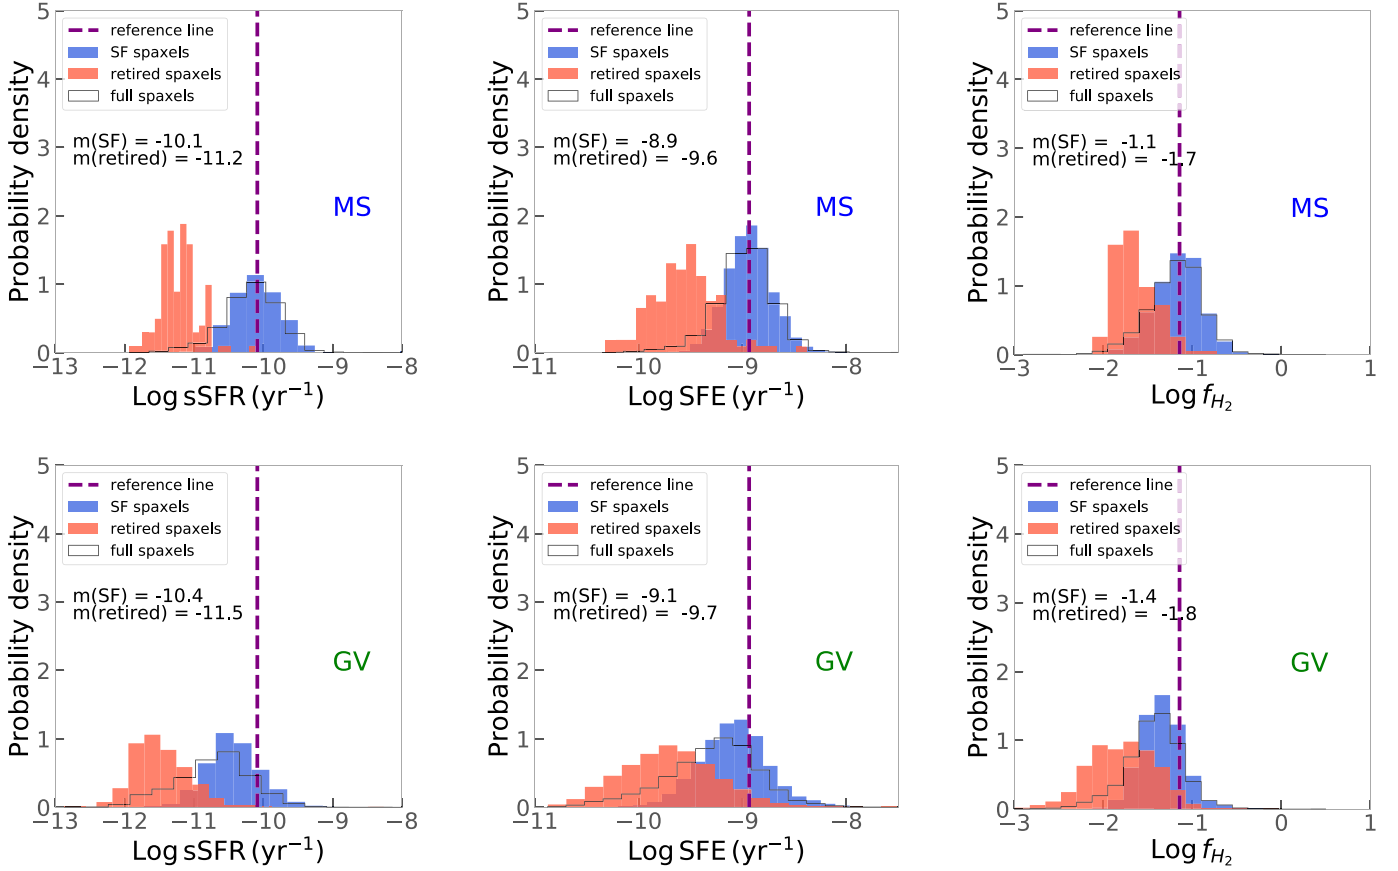 Probability density
5
4
3
2
1
0
reference line
SF spaxels
retired spaxels
full spaxels
m(SF) = -10.1
m(retired) = -11.2
MS
−13 −12 −11 −10 −9 −8
Log sSFR (yr⁻¹)
Probability density
5
4
3
2
1
0
reference line
SF spaxels
retired spaxels
full spaxels
m(SF) = -8.9
m(retired) = -9.6
MS
−11 −10 −9 −8
Log SFE (yr⁻¹)
Probability density
5
4
3
2
1
0
reference line
SF spaxels
retired spaxels
full spaxels
m(SF) = -1.1
m(retired) = -1.7
MS
−3 −2 −1 0 1
Log f_{H_2}
Probability density
5
4
3
2
1
0
reference line
SF spaxels
retired spaxels
full spaxels
m(SF) = -10.4
m(retired) = -11.5
GV
−13 −12 −11 −10 −9 −8
Log sSFR (yr⁻¹)
Probability density
5
4
3
2
1
0
reference line
SF spaxels
retired spaxels
full spaxels
m(SF) = -9.1
m(retired) = -9.7
GV
−11 −10 −9 −8
Log SFE (yr⁻¹)
Probability density
5
4
3
2
1
0
reference line
SF spaxels
retired spaxels
full spaxels
m(SF) = -1.4
m(retired) = -1.8
GV
−3 −2 −1 0 1
Log f_{H_2}